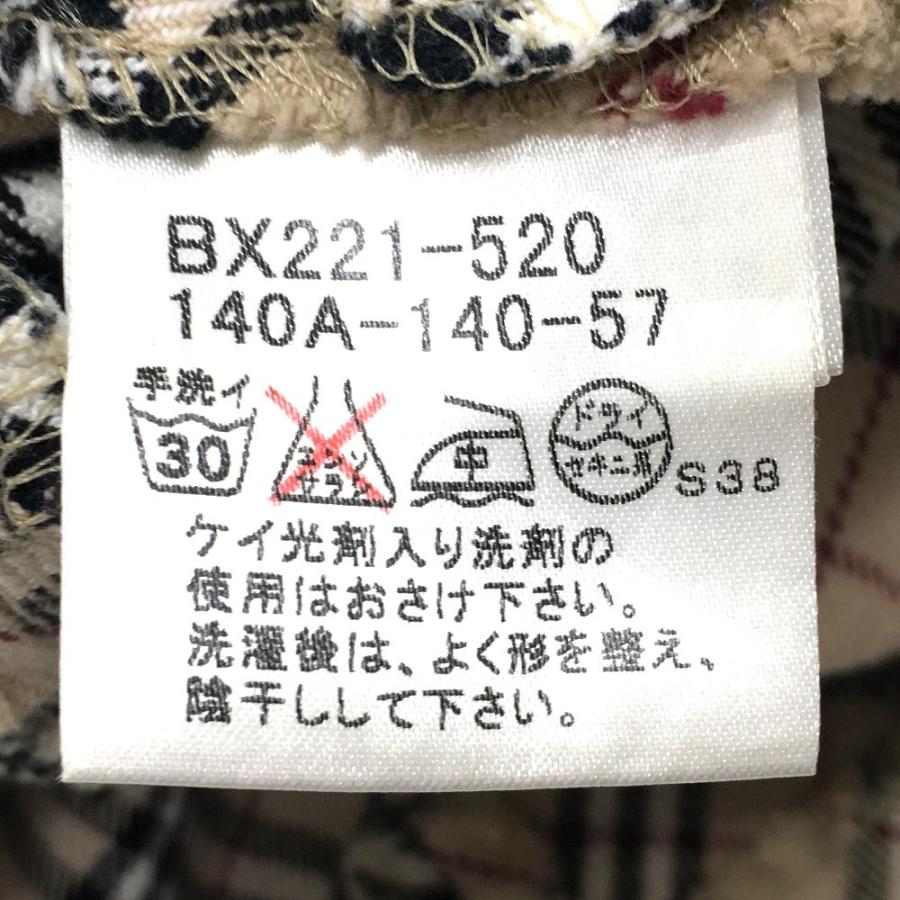 BX221-520
140A-140-57
手洗イ
30
エンソ
サラシ
中
ドライ
セキユ系
S38
ケイ光剤入り洗剤の
使用はおさけ下さい。
洗濯後は、よく形を整え、
陰干ししして下さい。